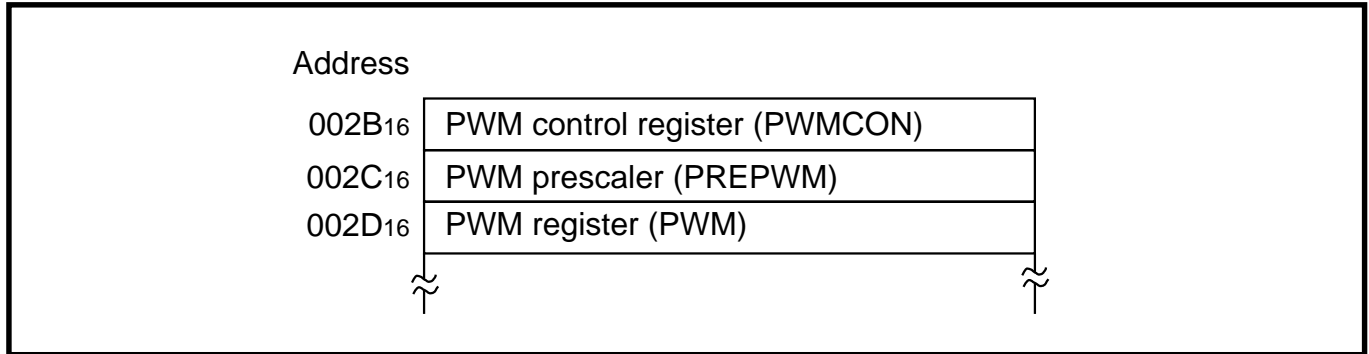 Address
002B16 PWM control register (PWMCON)
002C16 PWM prescaler (PREPWM)
002D16 PWM register (PWM)